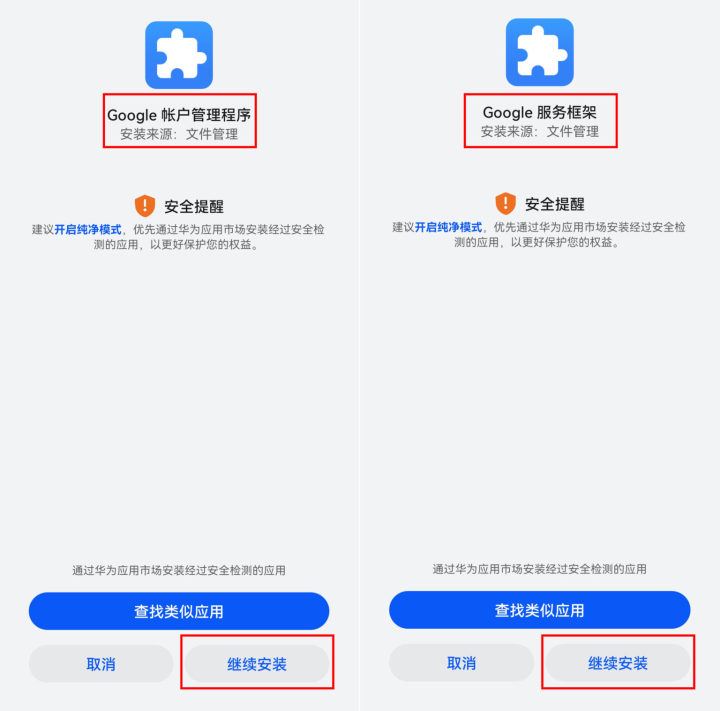 Google 帐户管理程序
安装来源：文件管理
安全提醒
建议开启纯净模式，优先通过华为应用市场安装经过安全检
测的应用，以更好保护您的权益。
通过华为应用市场安装经过安全检测的应用
查找类似应用
取消
继续安装
Google 服务框架
安装来源：文件管理
安全提醒
建议开启纯净模式，优先通过华为应用市场安装经过安全检
测的应用，以更好保护您的权益。
通过华为应用市场安装经过安全检测的应用
查找类似应用
取消
继续安装